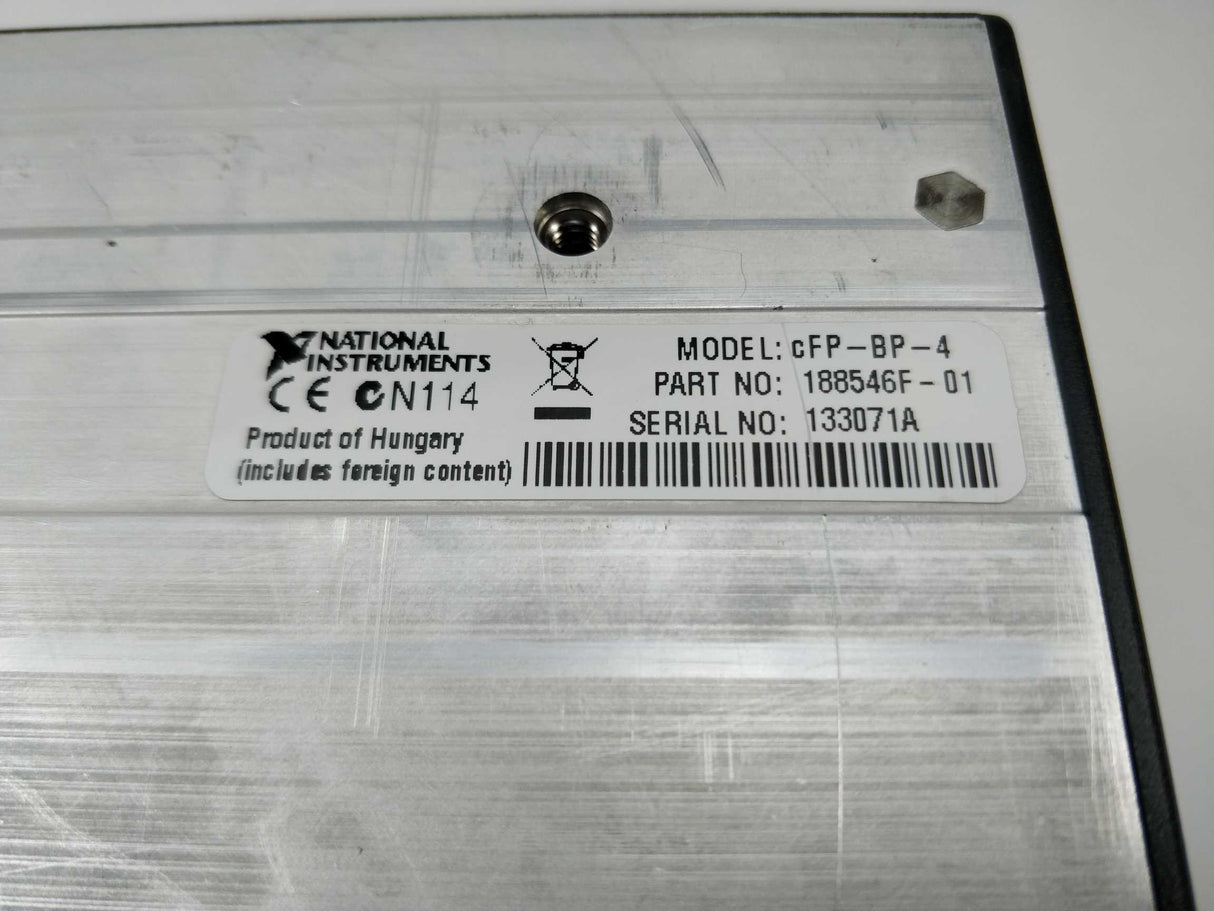 NATIONAL
INSTRUMENTS
CE N114
Product of Hungary
(includes foreign content)
MODEL: cFP-BP-4
PART NO: 188546F-01
SERIAL NO: 133071A